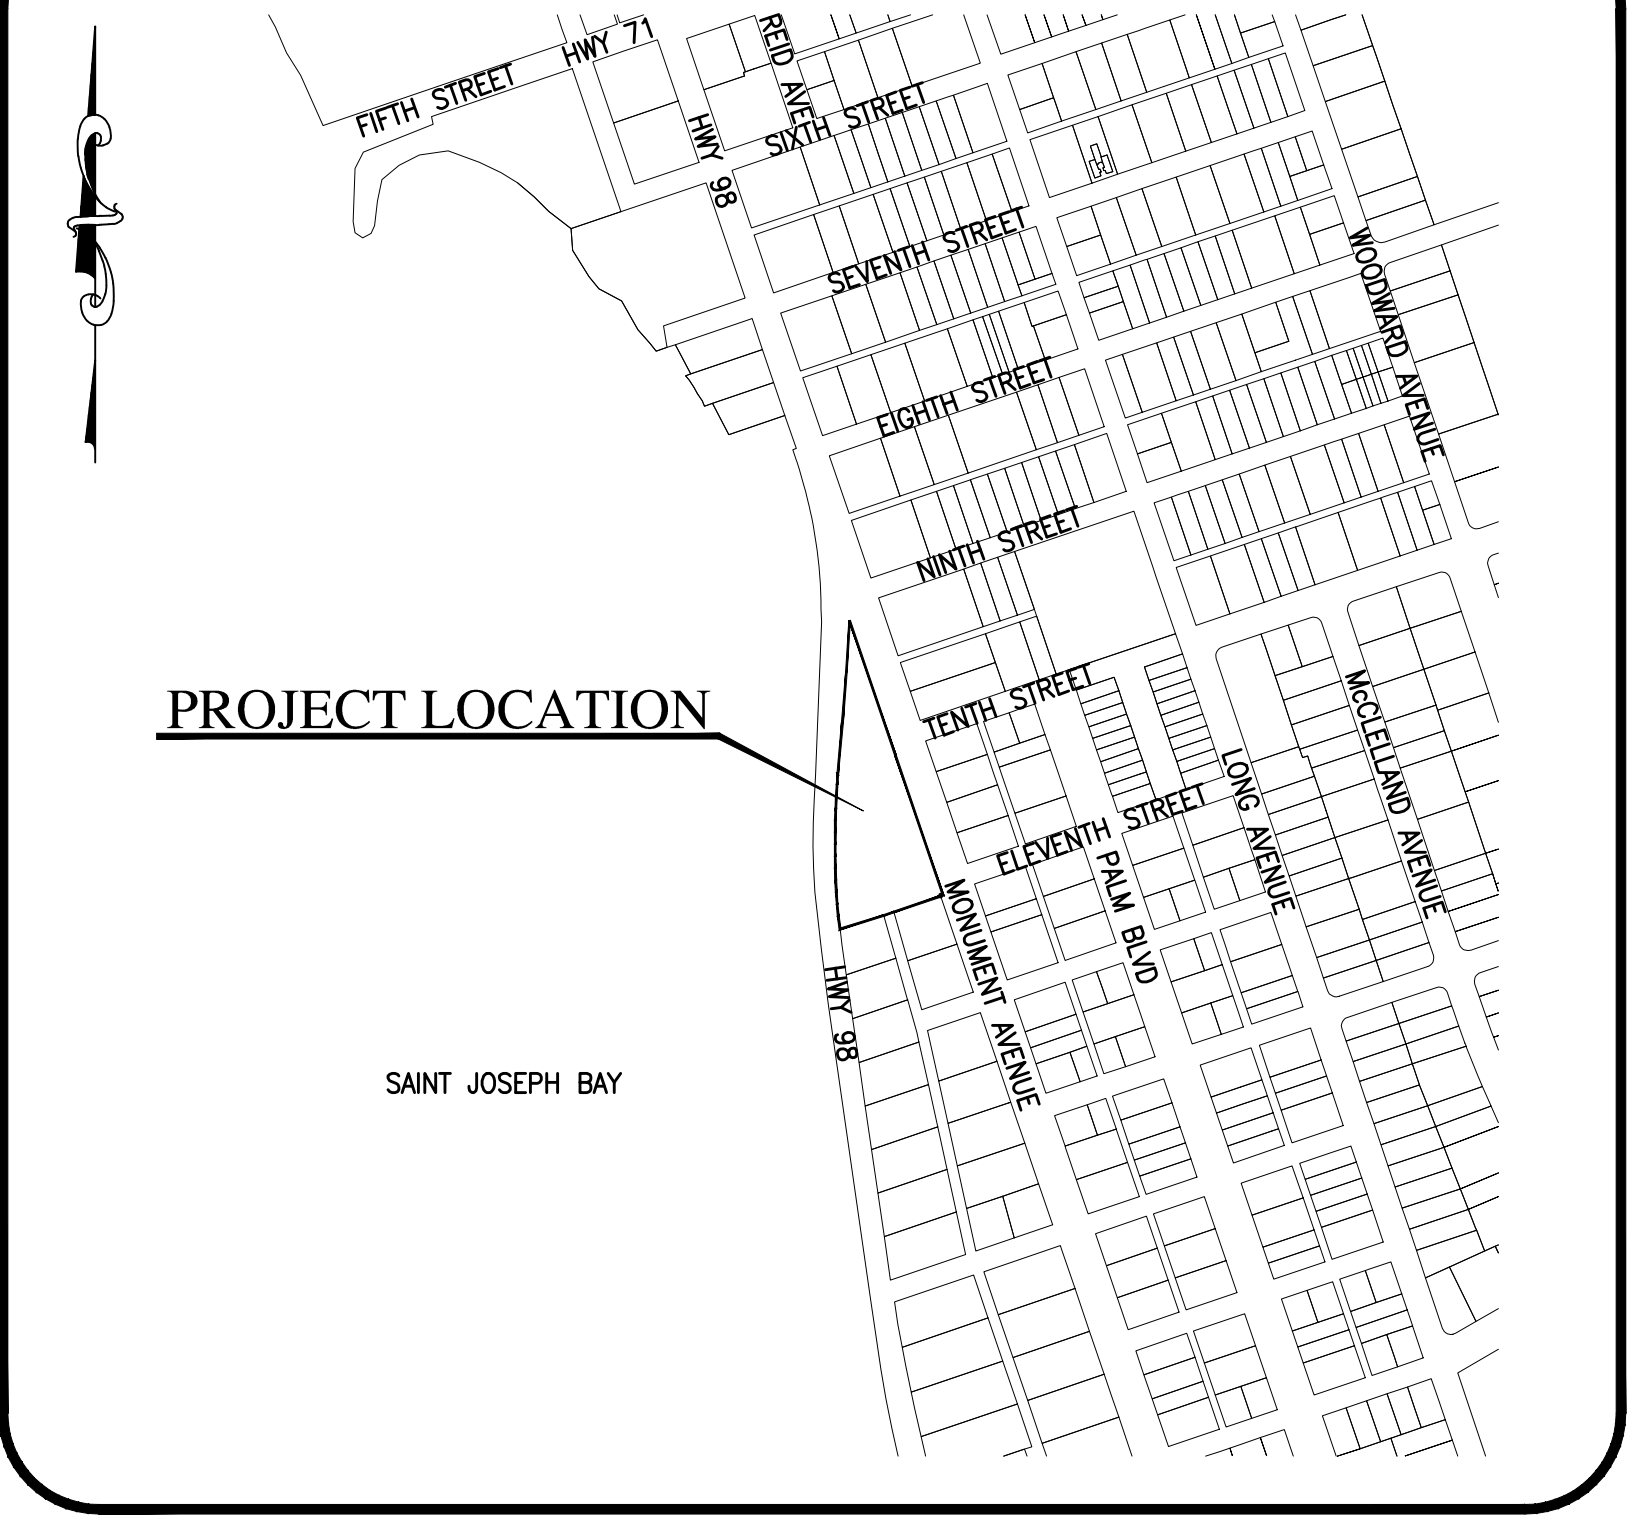 HWY 71
FIFTH STREET
REID AVE
HWY 98
SIXTH STREET
SEVENTH STREET
WOODWARD AVENUE
EIGHTH STREET
NINTH STREET
PROJECT LOCATION
TENTH STREET
McCLELLAND AVENUE
LONG AVENUE
ELEVENTH STREET
PALM BLVD
MONUMENT AVENUE
HWY 98
SAINT JOSEPH BAY